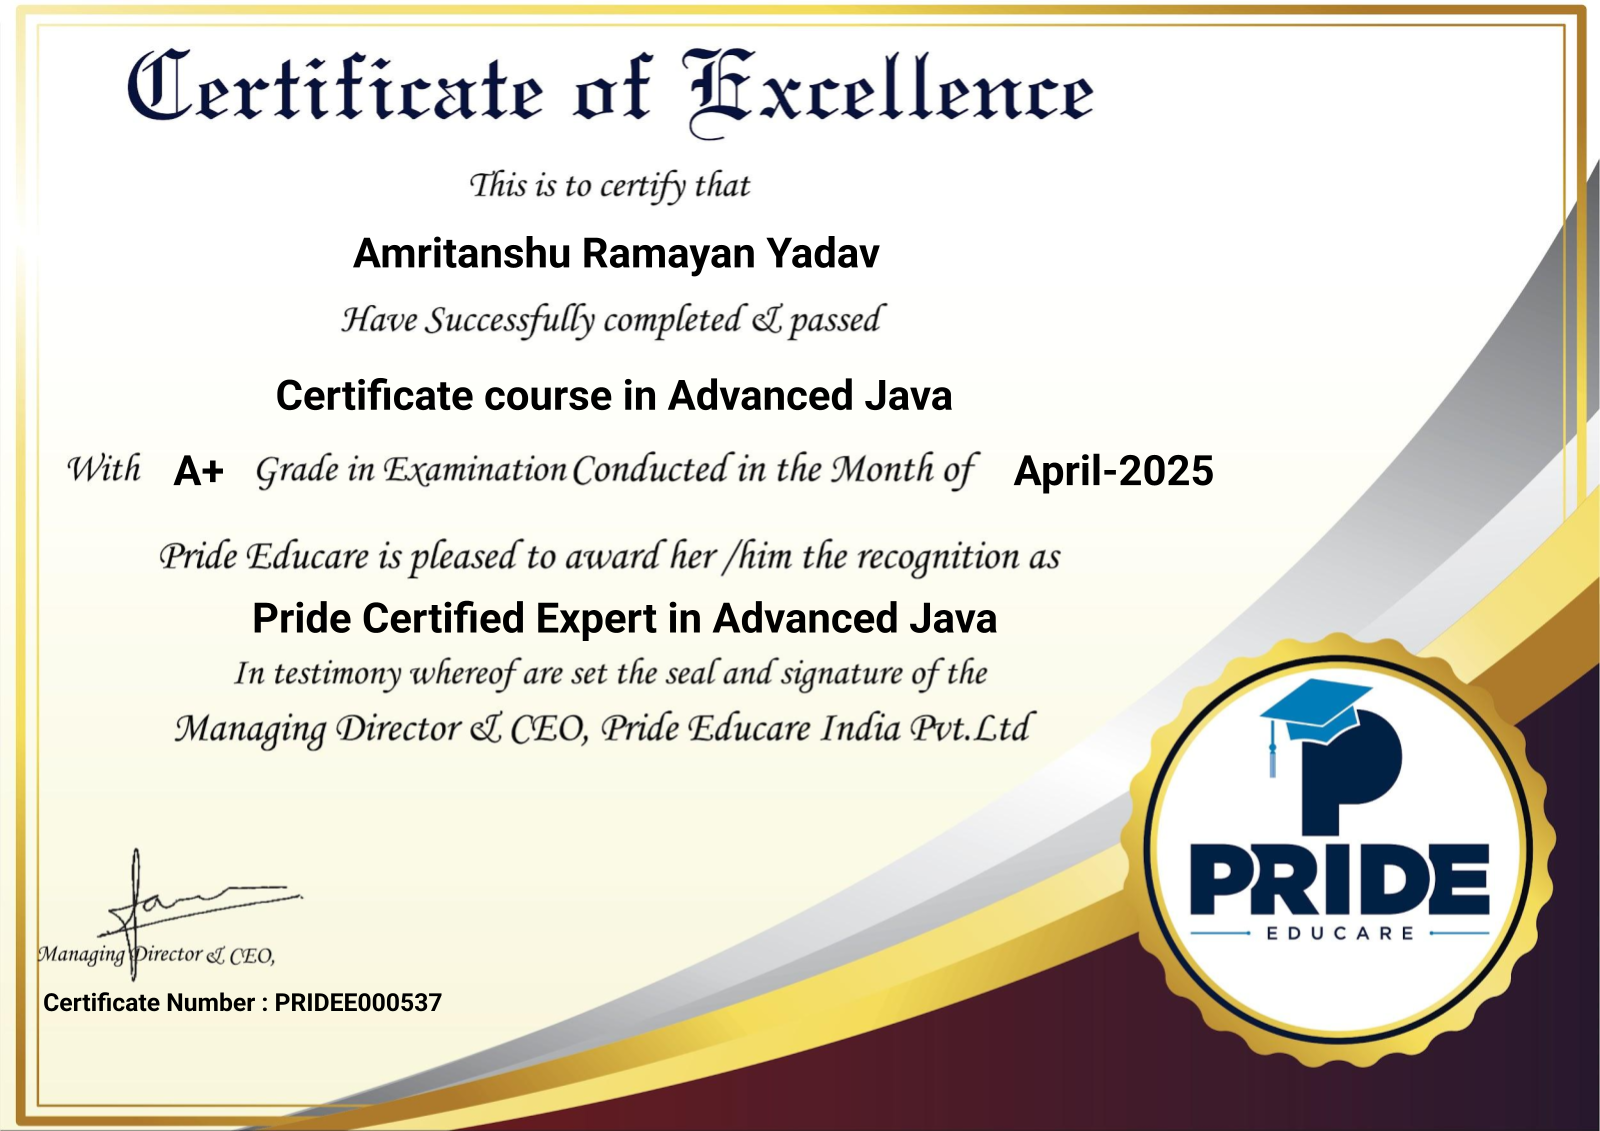 Certificate of Excellence
This is to certify that
Amritanshu Ramayan Yadav
Have Successfully completed & passed
Certificate course in Advanced Java
With A+ Grade in Examination Conducted in the Month of April-2025
Pride Educare is pleased to award her /him the recognition as
Pride Certified Expert in Advanced Java
In testimony whereof are set the seal and signature of the
Managing Director & CEO, Pride Educare India Pvt.Ltd
Managing Director & CEO,
Certificate Number : PRIDEE000537
P
PRIDE
EDUCARE